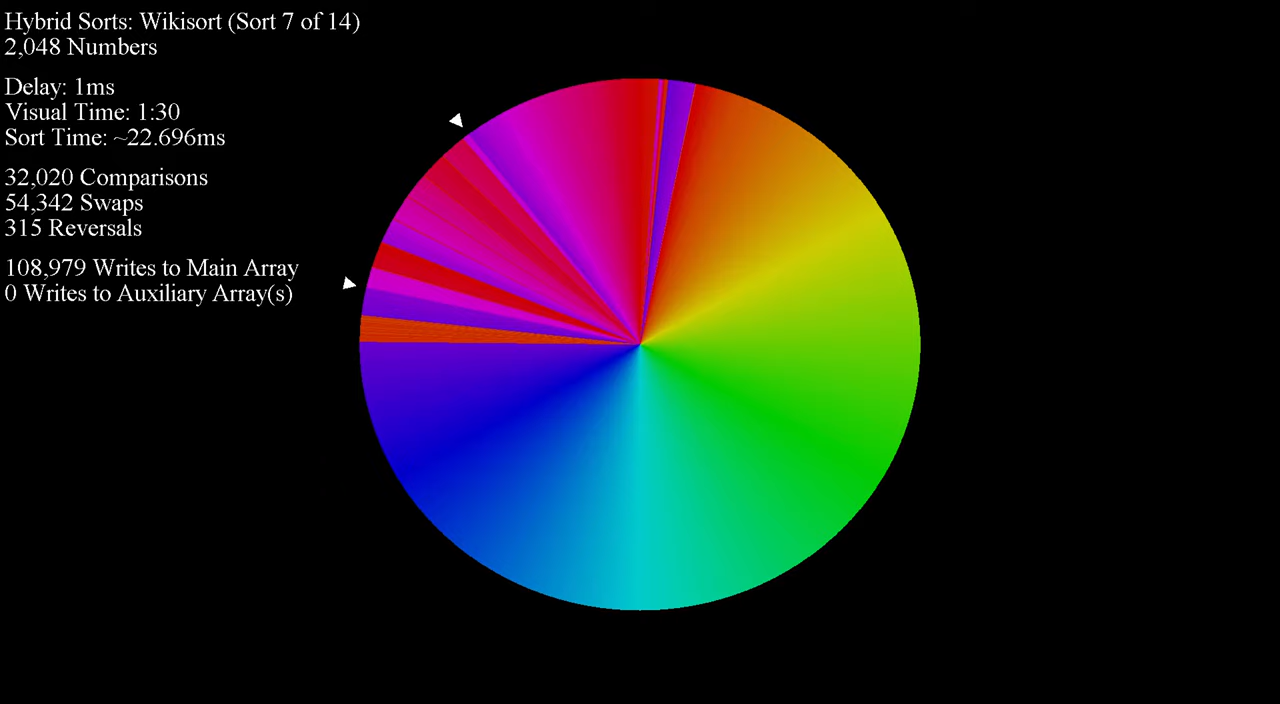 Hybrid Sorts: Wikisort (Sort 7 of 14)
2,048 Numbers
Delay: 1ms
Visual Time: 1:30
Sort Time: ~22.696ms
32,020 Comparisons
54,342 Swaps
315 Reversals
108,979 Writes to Main Array
0 Writes to Auxiliary Array(s)